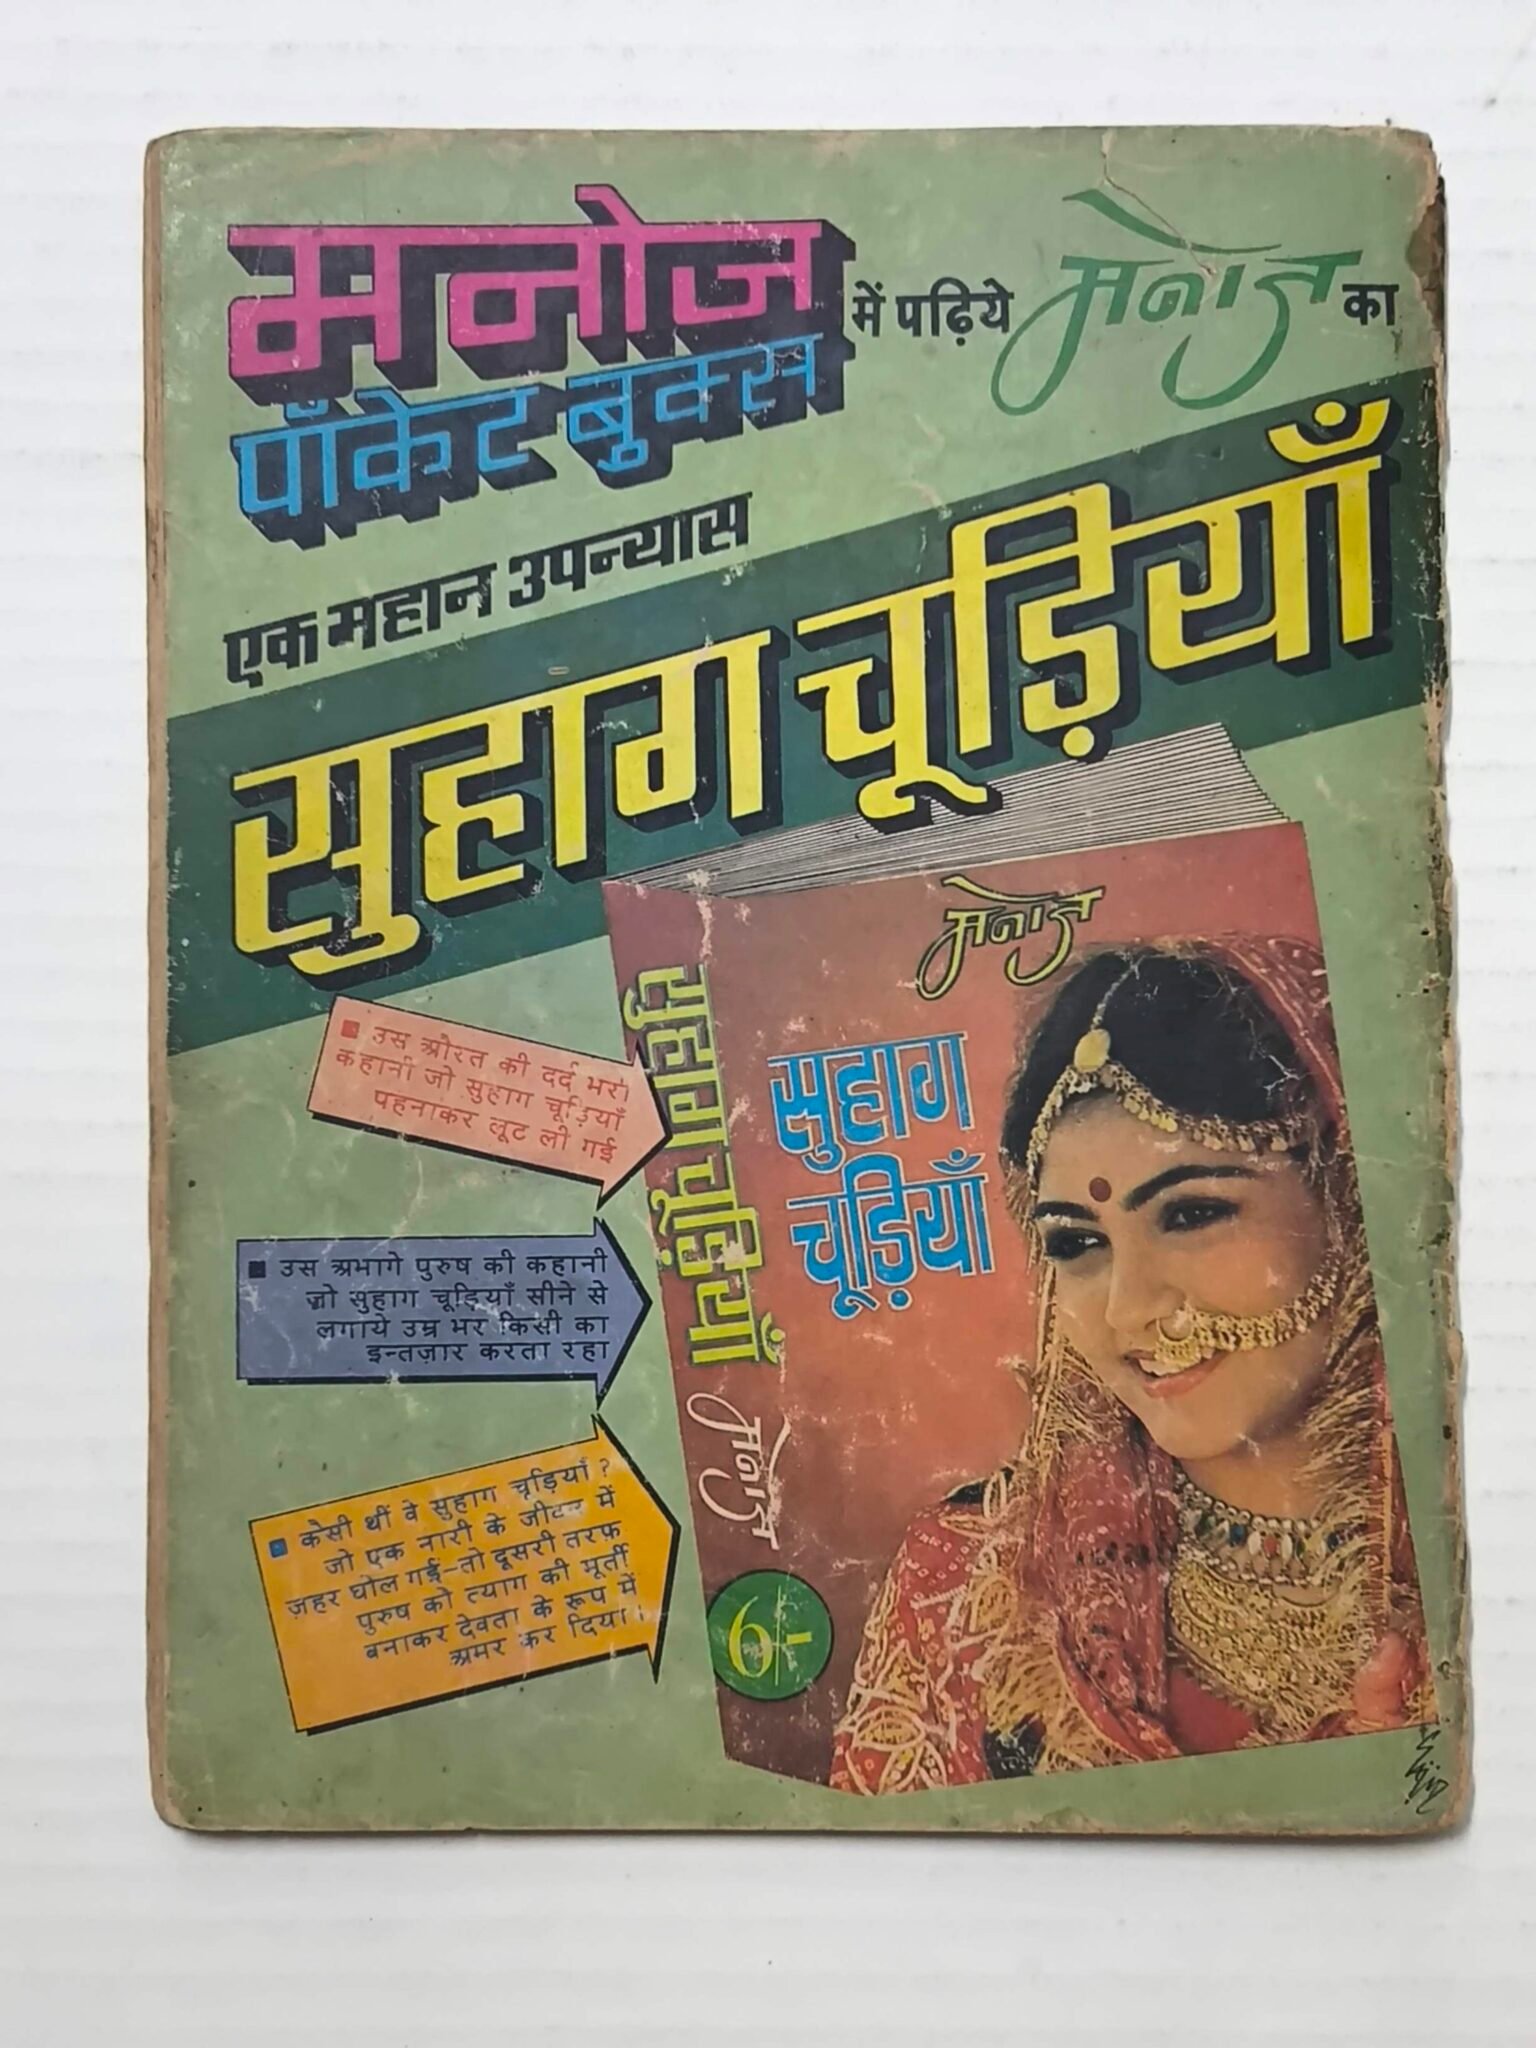 मनोज
पॉकेट बुक्स
में पढ़िये मनोज का
एक महान उपन्यास
सुहाग चूड़ियाँ
■ उस औरत की दर्द भरी
कहानी जो सुहाग चूड़ियाँ
पहनाकर लूट ली गई
■ उस अभागे पुरुष की कहानी
जो सुहाग चूड़ियाँ सीने से
लगाये उम्र भर किसी का
इन्तज़ार करता रहा
■ कैसी थीं वे सुहाग चूड़ियाँ ?
जो एक नारी के जीवन में
ज़हर घोल गई-तो दूसरी तरफ़
पुरुष को त्याग की मूर्ती
बनाकर देवता के रूप में
अमर कर दिया।
सुहाग चूड़ियाँ मनोज
6/-
मनोज
सुहाग
चूड़ियाँ